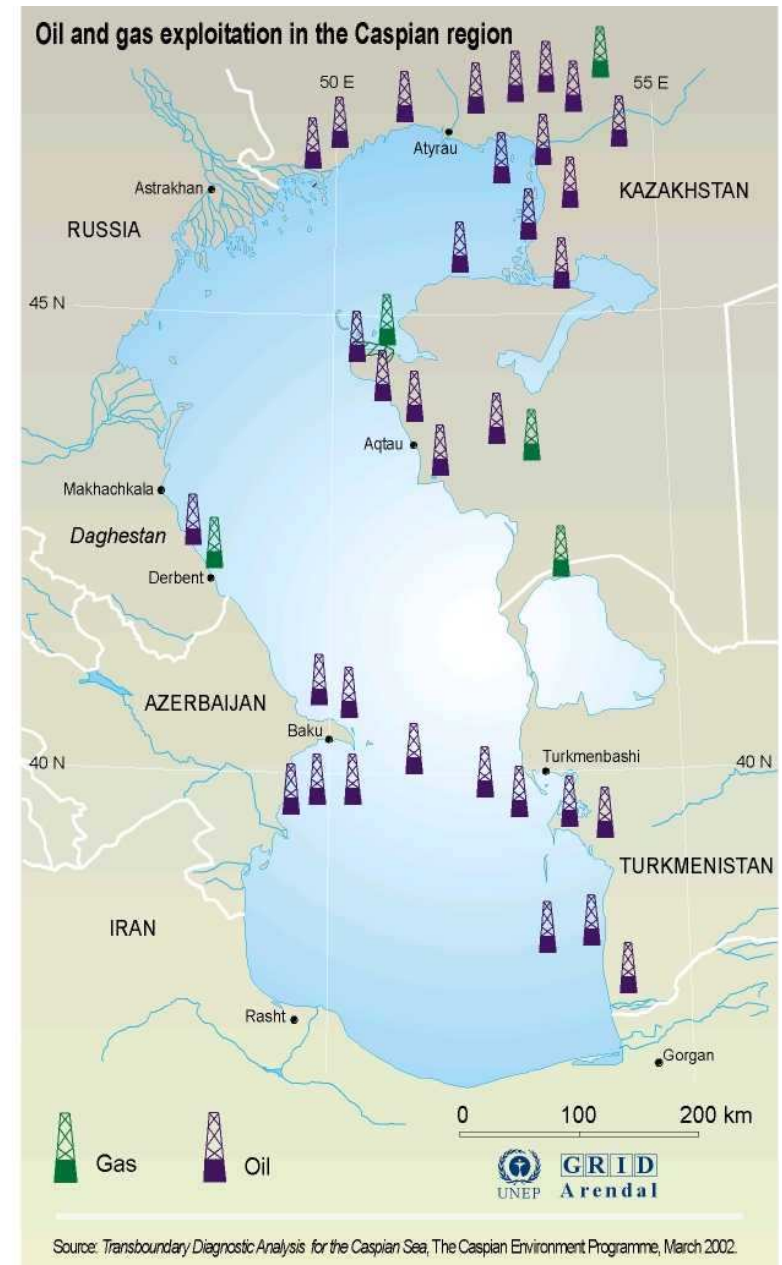 Oil and gas exploitation in the Caspian region
50 E
55 E
Atyrau
Astrakhan
KAZAKHSTAN
RUSSIA
45 N
Aqtau
Makhachkala
Daghestan
Derbent
AZERBAIJAN
Baku
Turkmenbashi
40 N
40 N
TURKMENISTAN
IRAN
Rasht
Gorgan
0 100 200 km
Gas
Oil
UNEP
GRID
Arendal
Source: Transboundary Diagnostic Analysis for the Caspian Sea, The Caspian Environment Programme, March 2002.